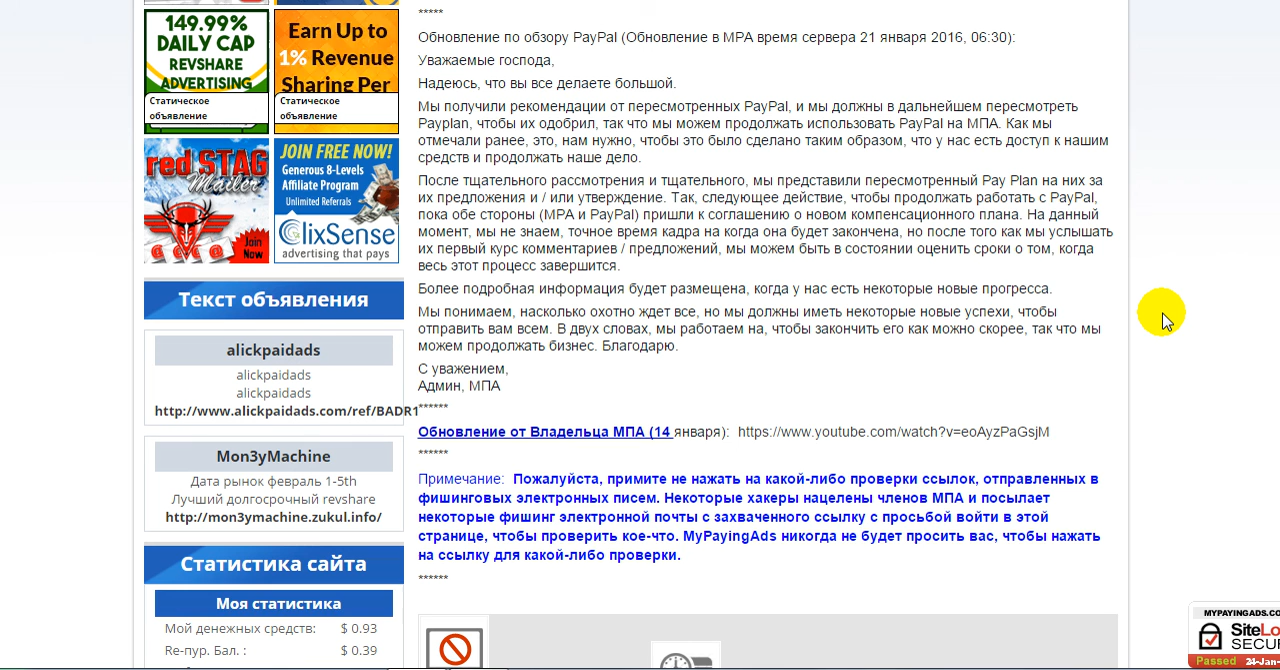 149.99%
DAILY CAP
REVSHARE
ADVERTISING
Статическое
объявление
Earn Up to
1% Revenue
Sharing Per
Статическое
объявление
red STAG
Mailer
Join
Now
JOIN FREE NOW!
Generous 8-Levels
Affiliate Program
Unlimited Referrals
ClixSense
advertising that pays
Текст объявления
alickpaidads
alickpaidads
alickpaidads
http://www.alickpaidads.com/ref/BADR1
Mon3yMachine
Дата рынок февраль 1-5th
Лучший долгосрочный revshare
http://mon3ymachine.zukul.info/
Статистика сайта
Моя статистика
Мой денежных средств: $ 0.93
Re-пур. Бал. : $ 0.39
*****
Обновление по обзору PayPal (Обновление в MPA время сервера 21 января 2016, 06:30):
Уважаемые господа,
Надеюсь, что вы все делаете большой.
Мы получили рекомендации от пересмотренных PayPal, и мы должны в дальнейшем пересмотреть
Payplan, чтобы их одобрил, так что мы можем продолжать использовать PayPal на МПА. Как мы
отмечали ранее, это, нам нужно, чтобы это было сделано таким образом, что у нас есть доступ к нашим
средств и продолжать наше дело.
После тщательного рассмотрения и тщательного, мы представили пересмотренный Pay Plan на них за
их предложения и / или утверждение. Так, следующее действие, чтобы продолжать работать с PayPal,
пока обе стороны (MPA и PayPal) пришли к соглашению о новом компенсационного плана. На данный
момент, мы не знаем, точное время кадра на когда она будет закончена, но после того как мы услышать
их первый курс комментариев / предложений, мы можем быть в состоянии оценить сроки о том, когда
весь этот процесс завершится.
Более подробная информация будет размещена, когда у нас есть некоторые новые прогресса.
Мы понимаем, насколько охотно ждет все, но мы должны иметь некоторые новые успехи, чтобы
отправить вам всем. В двух словах, мы работаем на, чтобы закончить его как можно скорее, так что мы
можем продолжать бизнес. Благодарю.
С уважением,
Админ, МПА
******
Обновление от Владельца МПА (14 января): https://www.youtube.com/watch?v=eoAyzPaGsjM
******
Примечание: Пожалуйста, примите не нажать на какой-либо проверки ссылок, отправленных в
фишинговых электронных писем. Некоторые хакеры нацелены членов МПА и посылает
некоторые фишинг электронной почты с захваченного ссылку с просьбой войти в этой
странице, чтобы проверить кое-что. MyPayingAds никогда не будет просить вас, чтобы нажать
на ссылку для какой-либо проверки.
******
MYPAYINGADS.CO
SiteLo
SECUR
Passed 24-Jan-